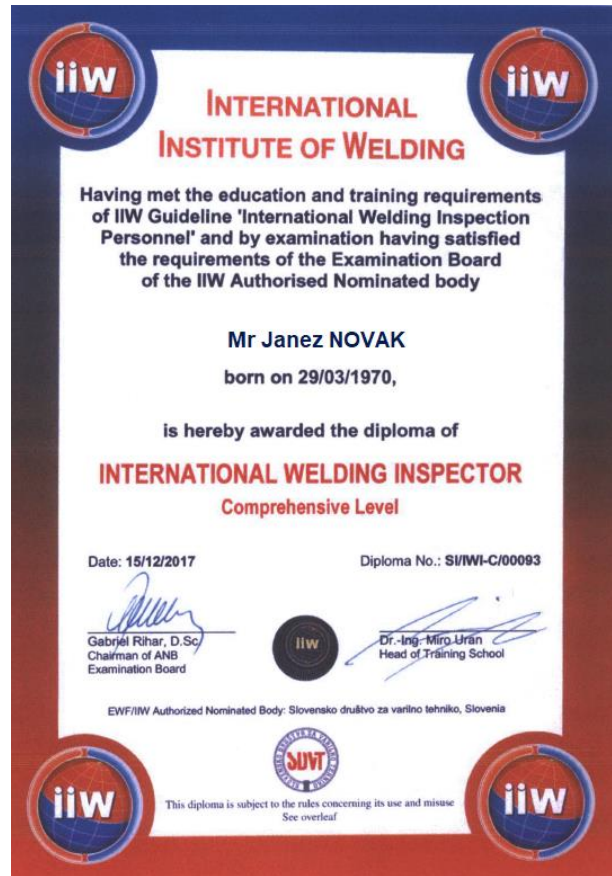 iiw
iiw
INTERNATIONAL
INSTITUTE OF WELDING
Having met the education and training requirements
of IIW Guideline 'International Welding Inspection
Personnel' and by examination having satisfied
the requirements of the Examination Board
of the IIW Authorised Nominated body
Mr Janez NOVAK
born on 29/03/1970,
is hereby awarded the diploma of
INTERNATIONAL WELDING INSPECTOR
Comprehensive Level
Date: 15/12/2017
Diploma No.: SI/IWI-C/00093
Gabriel Rihar, D.Sc.
Chairman of ANB
Examination Board
iiw
Dr.-Ing. Miro Uran
Head of Training School
EWF/IIW Authorized Nominated Body: Slovensko društvo za varilno tehniko, Slovenia
SDVT
This diploma is subject to the rules concerning its use and misuse
See overleaf
iiw
iiw